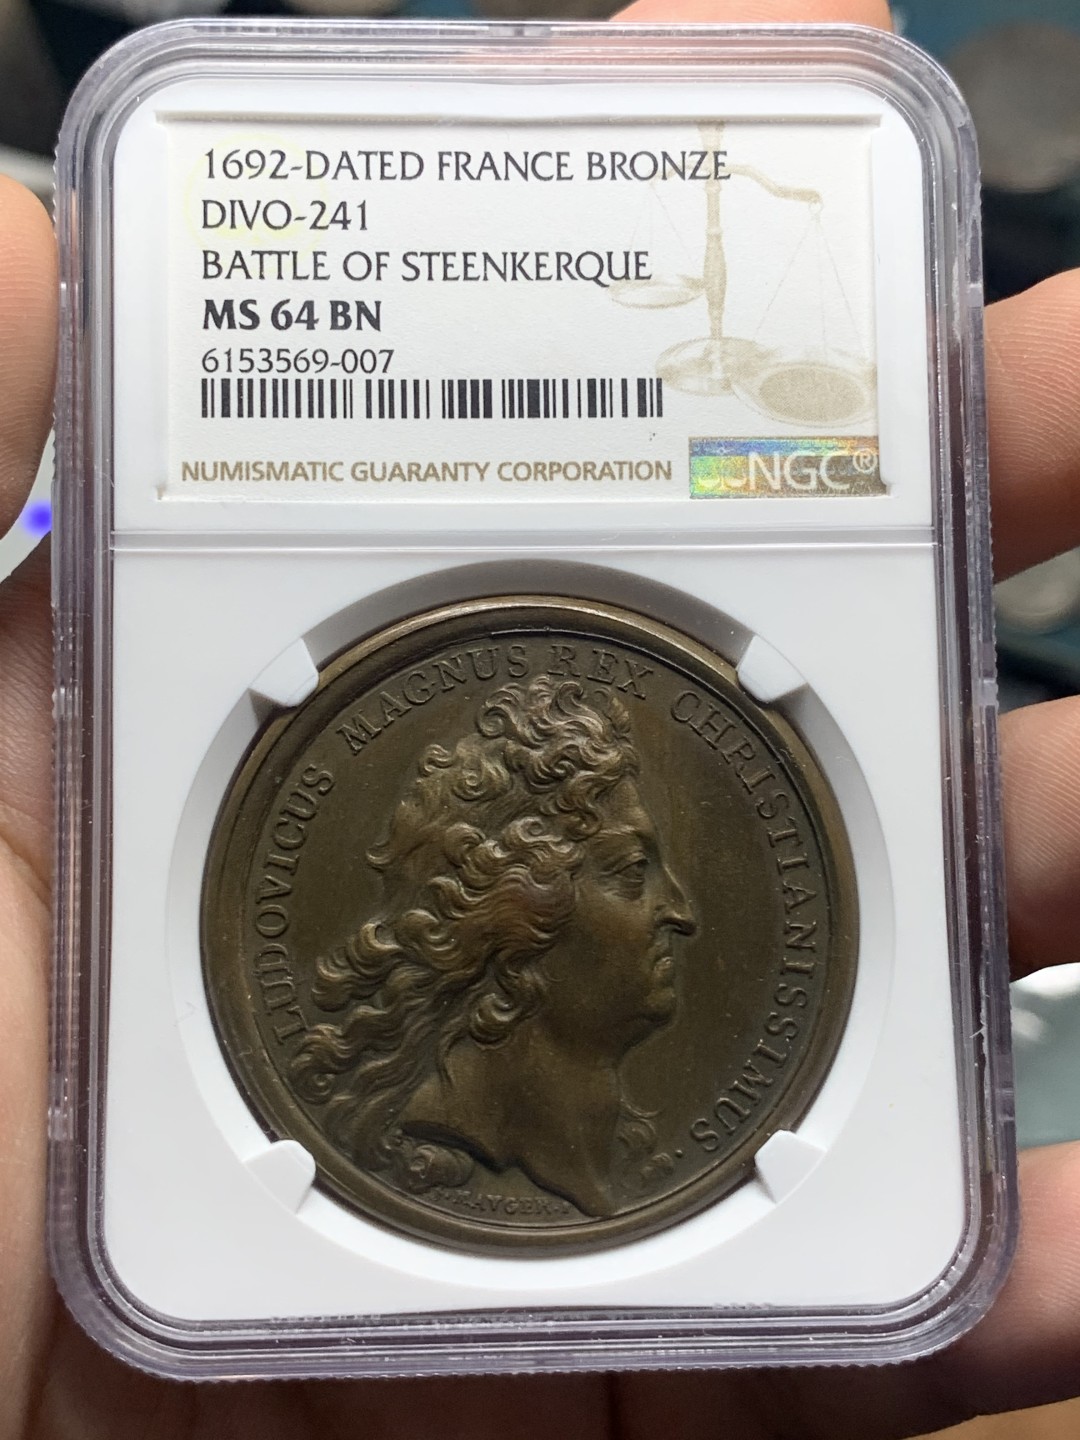 1692-DATED FRANCE BRONZE
DIVO-241
BATTLE OF STEENKERQUE
MS 64 BN
6153569-007
NUMISMATIC GUARANTY CORPORATION
NGC®
LUDOVICUS MAGNUS REX CHRISTIANISSIMUS.
MAVGER.F